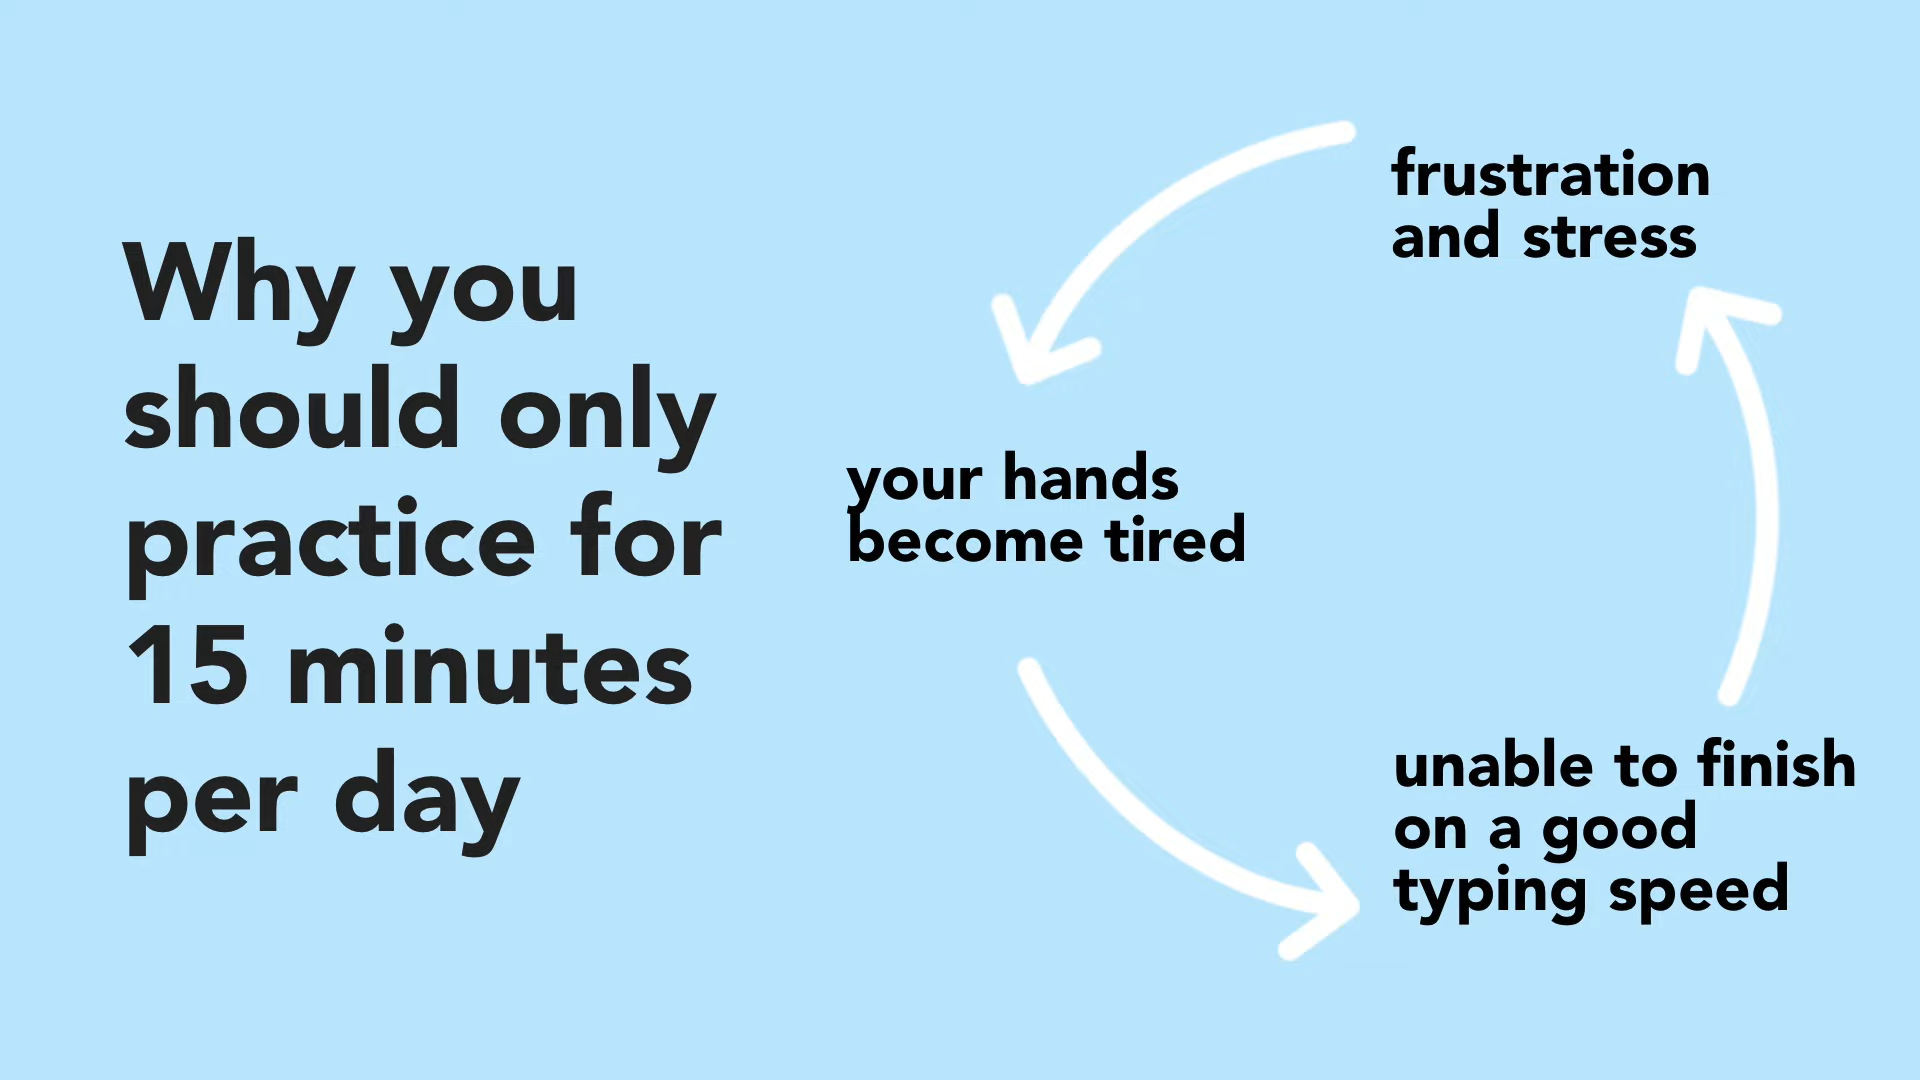 Why you
should only
practice for
15 minutes
per day
frustration
and stress
your hands
become tired
unable to finish
on a good
typing speed